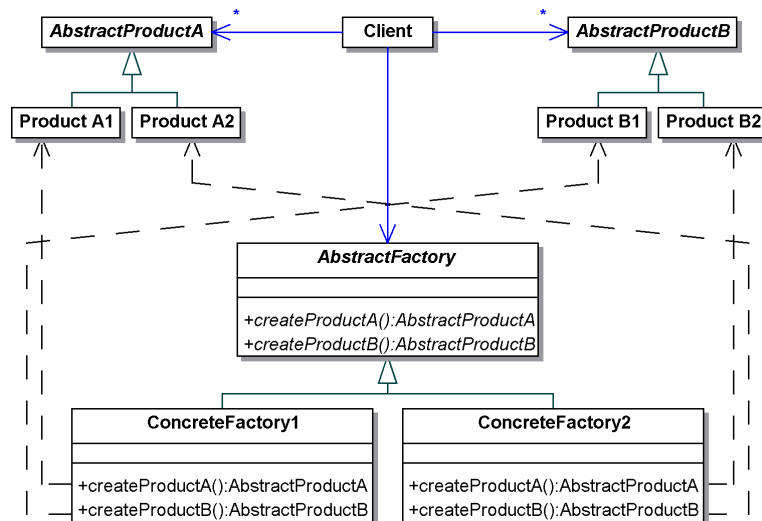 *
*
AbstractProductA
Client
AbstractProductB
Product A1
Product A2
Product B1
Product B2
AbstractFactory
+createProductA():AbstractProductA
+createProductB():AbstractProductB
ConcreteFactory1
ConcreteFactory2
+createProductA():AbstractProductA
+createProductB():AbstractProductB
+createProductA():AbstractProductA
+createProductB():AbstractProductB